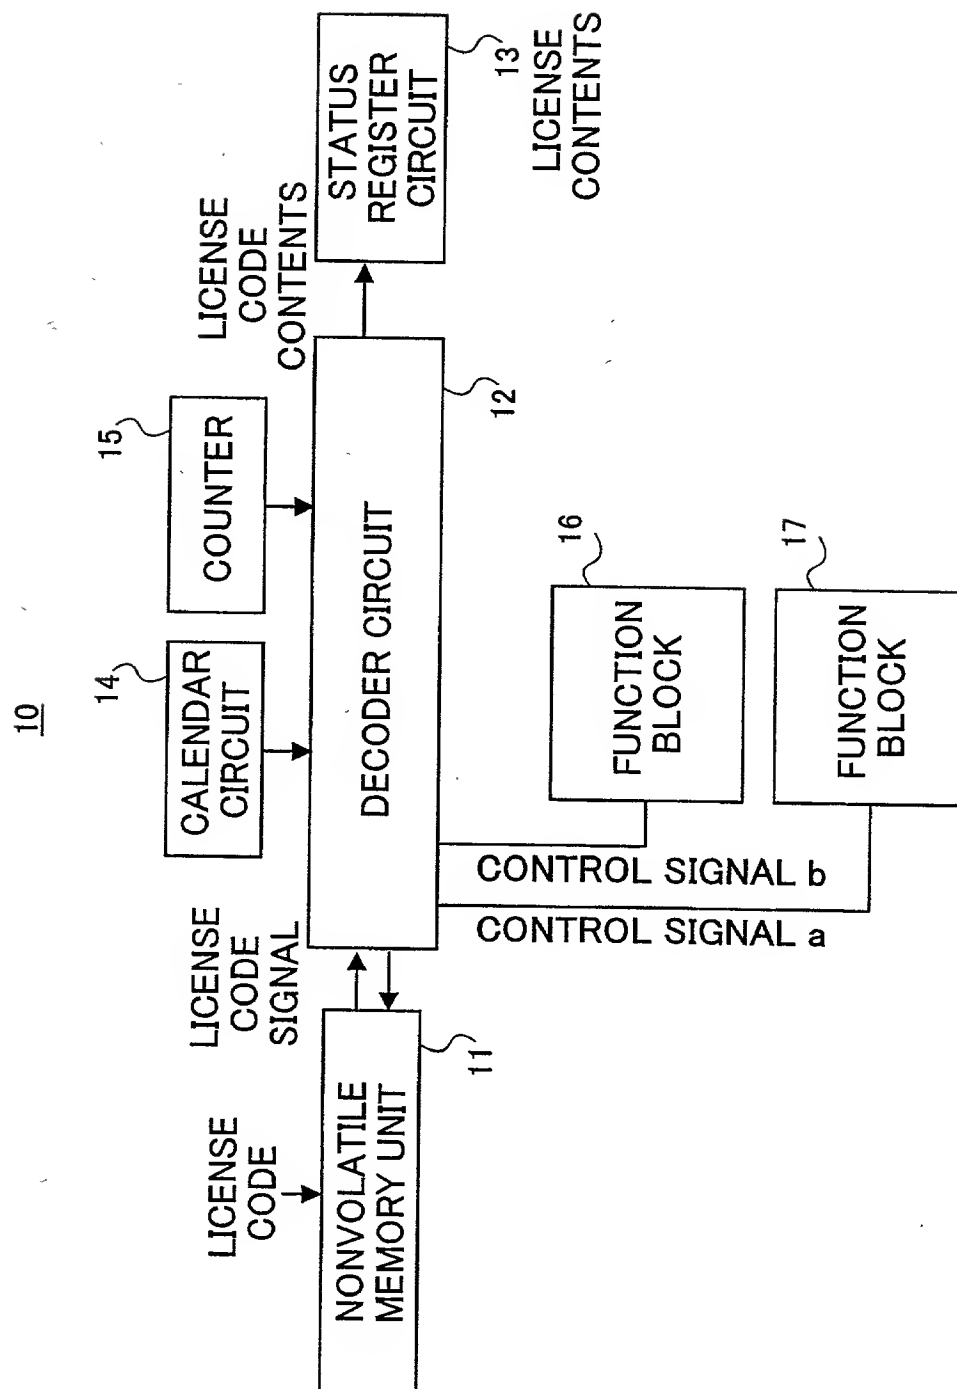 10
LICENSE
CODE
NONVOLATILE
MEMORY UNIT
11
LICENSE
CODE
SIGNAL
CALENDAR
CIRCUIT
14
COUNTER
15
DECODER CIRCUIT
12
LICENSE
CODE
CONTENTS
STATUS
REGISTER
CIRCUIT
13
LICENSE
CONTENTS
CONTROL SIGNAL b
CONTROL SIGNAL a
FUNCTION
BLOCK
16
FUNCTION
BLOCK
17